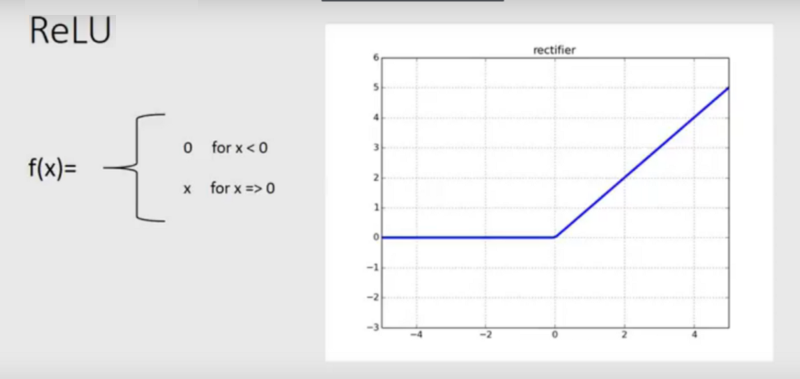 ReLU
f(x)=
0 for x < 0
x for x => 0
rectifier
6
5
4
3
2
1
0
−1
−2
−3
−4 −2 0 2 4